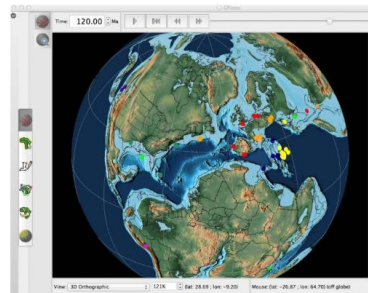 GPlates
Time: 120.00 Ma
View: 3D Orthographic 121% (lat: 28.69 ; lon: -9.20) Mouse (lat: -26.67 ; lon: 64.70) (off globe)